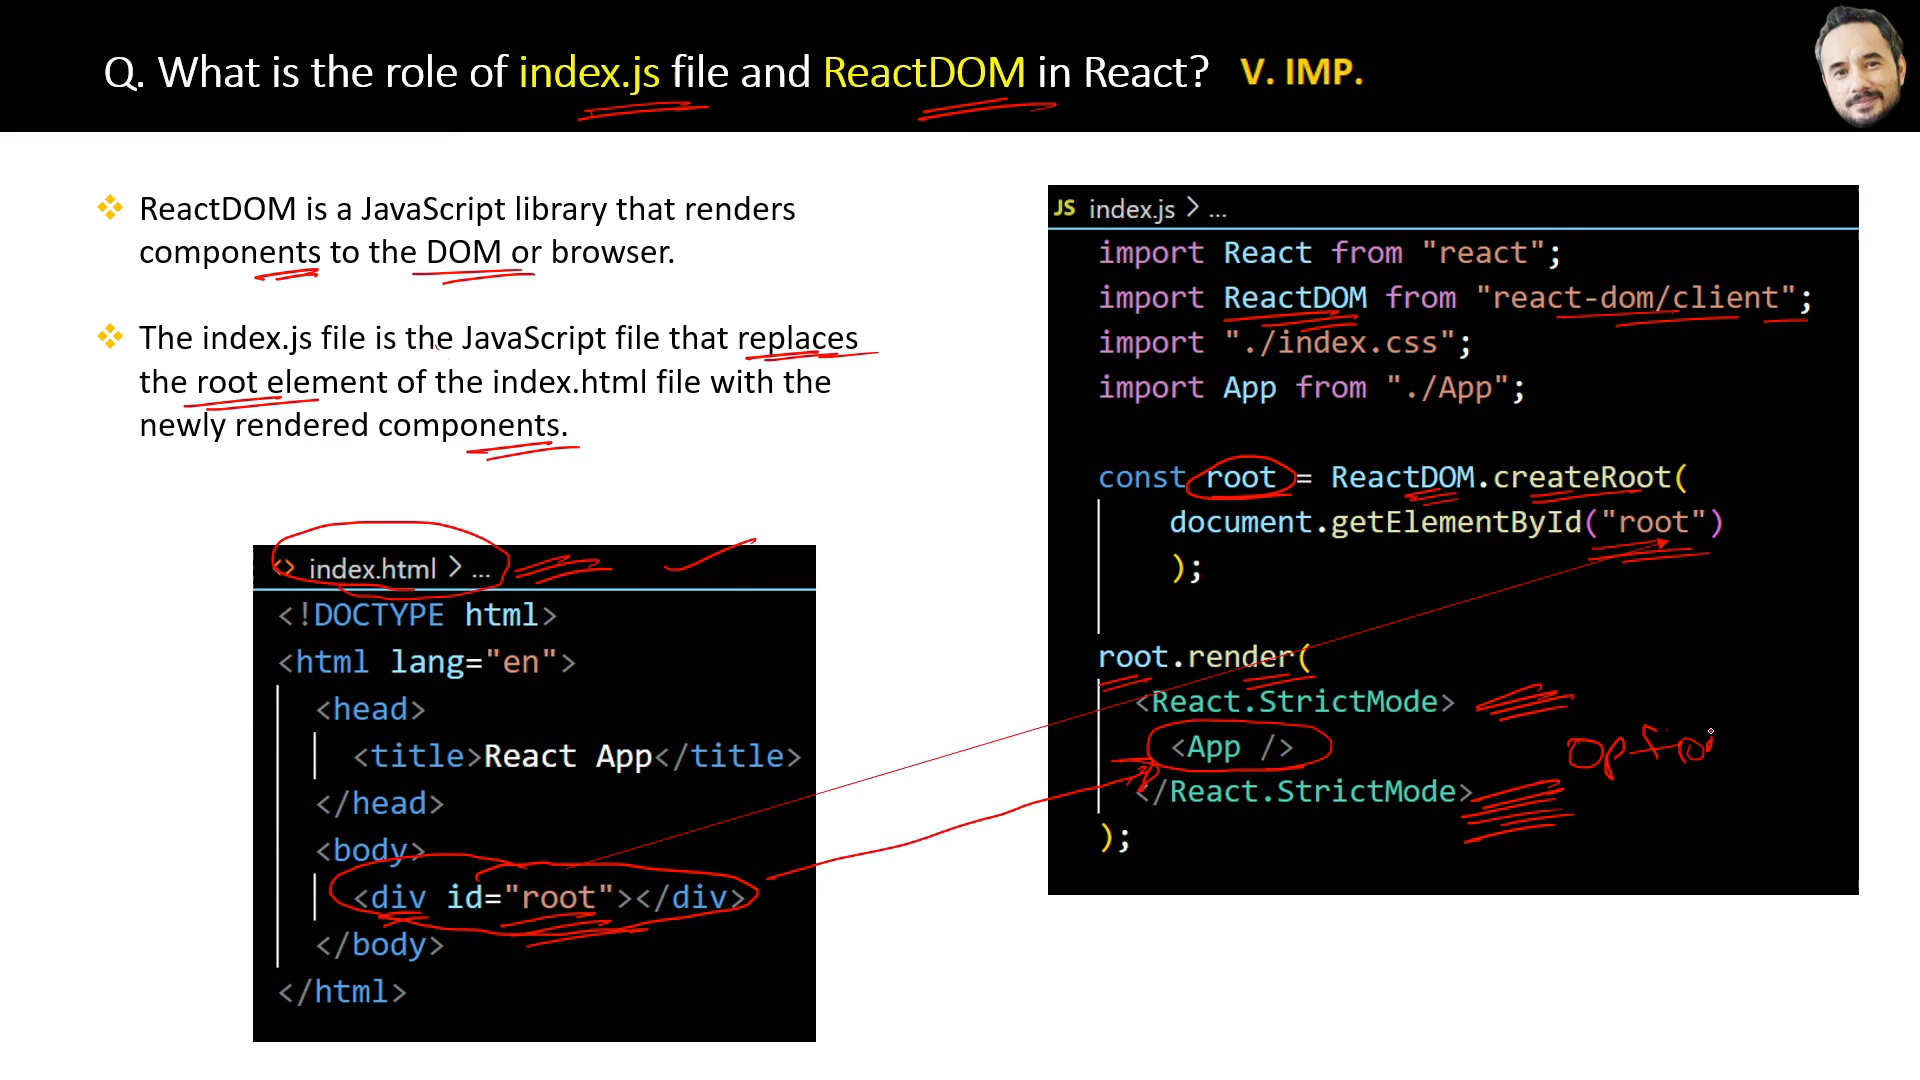 Q. What is the role of index.js file and ReactDOM in React? V. IMP.
ReactDOM is a JavaScript library that renders
components to the DOM or browser.
The index.js file is the JavaScript file that replaces
the root element of the index.html file with the
newly rendered components.
<> index.html > ...
<!DOCTYPE html>
<html lang="en">
<head>
<title>React App</title>
</head>
<body>
<div id="root"></div>
</body>
</html>
JS index.js > ...
import React from "react";
import ReactDOM from "react-dom/client";
import "./index.css";
import App from "./App";
const root = ReactDOM.createRoot(
document.getElementById("root")
);
root.render(
<React.StrictMode>
<App />
</React.StrictMode>
);